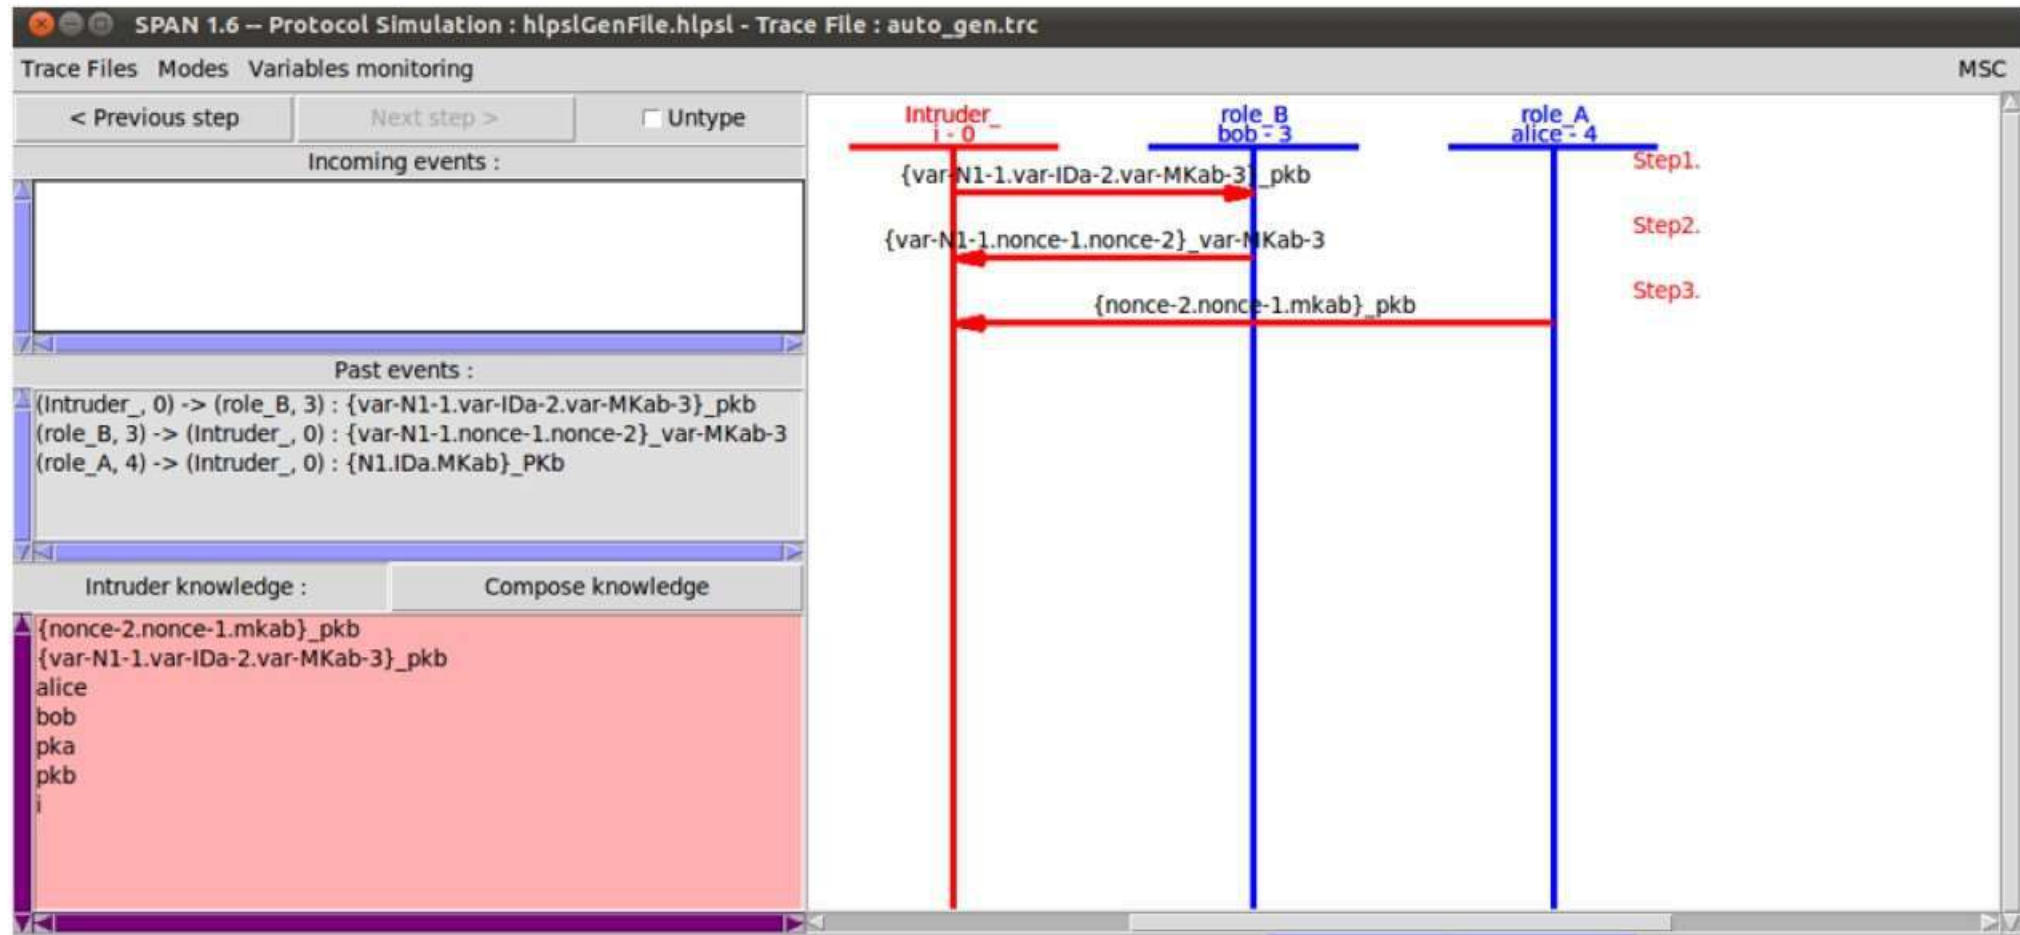 SPAN 1.6 -- Protocol Simulation : hlpslGenFile.hlpsl - Trace File : auto_gen.trc
Trace Files Modes Variables monitoring MSC
< Previous step Next step > Untype
Incoming events :
Past events :
(Intruder_, 0) -> (role_B, 3) : {var-N1-1.var-IDa-2.var-MKab-3}_pkb
(role_B, 3) -> (Intruder_, 0) : {var-N1-1.nonce-1.nonce-2}_var-MKab-3
(role_A, 4) -> (Intruder_, 0) : {N1.IDa.MKab}_PKb
Intruder knowledge : Compose knowledge
{nonce-2.nonce-1.mkab}_pkb
{var-N1-1.var-IDa-2.var-MKab-3}_pkb
alice
bob
pka
pkb
i
Intruder_ role_B role_A
i - 0 bob - 3 alice - 4
Step1.
{var-N1-1.var-IDa-2.var-MKab-3}_pkb
Step2.
{var-N1-1.nonce-1.nonce-2}_var-MKab-3
Step3.
{nonce-2.nonce-1.mkab}_pkb